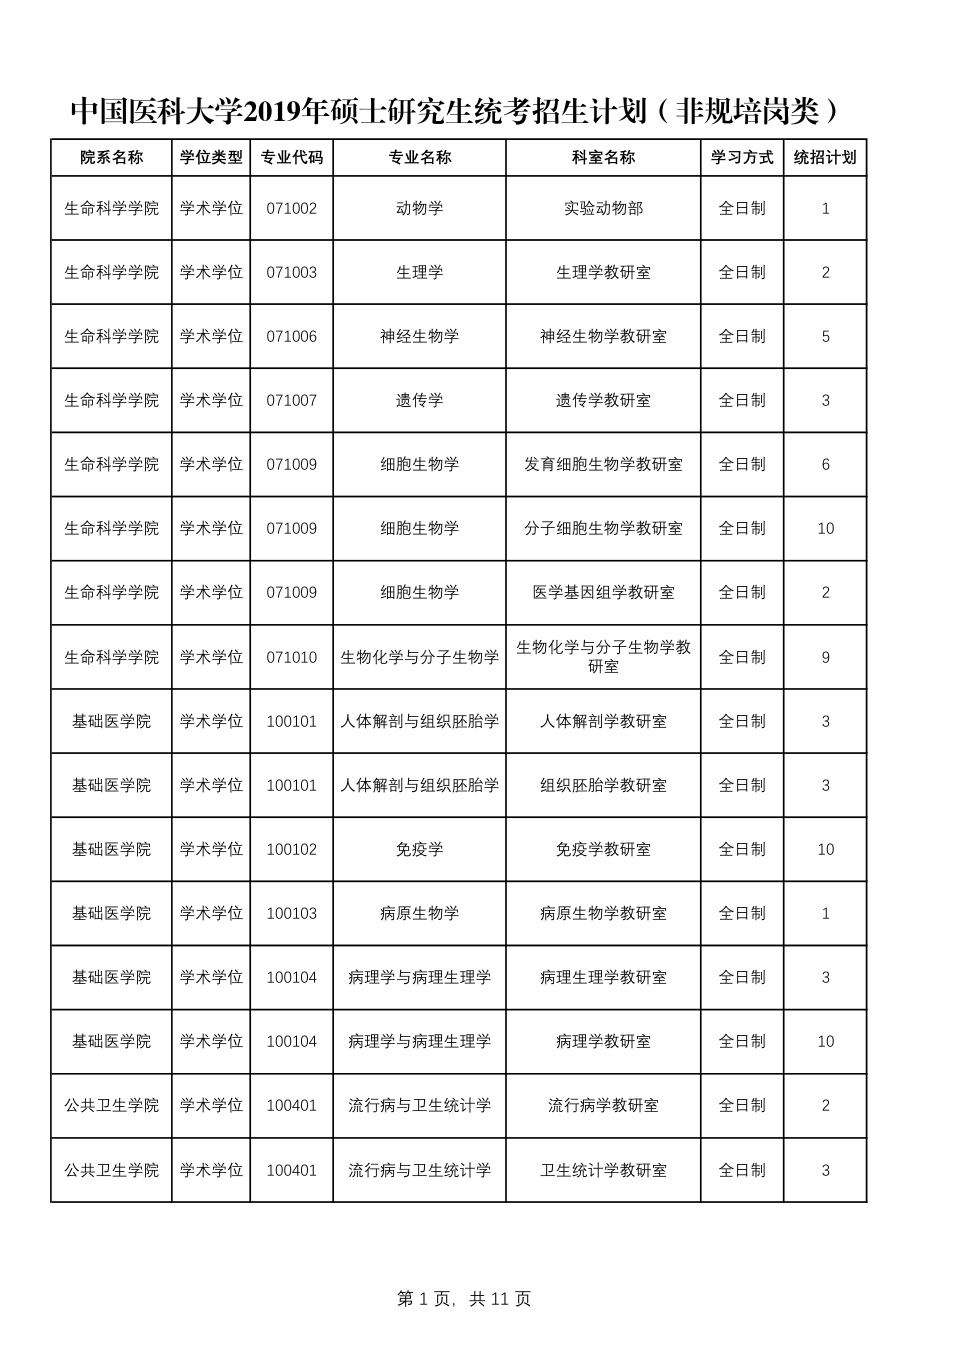 中国医科大学2019年硕士研究生统考招生计划（非规培岗类）
院系名称 学位类型 专业代码 专业名称 科室名称 学习方式 统招计划
生命科学学院 学术学位 071002 动物学 实验动物部 全日制 1
生命科学学院 学术学位 071003 生理学 生理学教研室 全日制 2
生命科学学院 学术学位 071006 神经生物学 神经生物学教研室 全日制 5
生命科学学院 学术学位 071007 遗传学 遗传学教研室 全日制 3
生命科学学院 学术学位 071009 细胞生物学 发育细胞生物学教研室 全日制 6
生命科学学院 学术学位 071009 细胞生物学 分子细胞生物学教研室 全日制 10
生命科学学院 学术学位 071009 细胞生物学 医学基因组学教研室 全日制 2
生命科学学院 学术学位 071010 生物化学与分子生物学 生物化学与分子生物学教
研室 全日制 9
基础医学院 学术学位 100101 人体解剖与组织胚胎学 人体解剖学教研室 全日制 3
基础医学院 学术学位 100101 人体解剖与组织胚胎学 组织胚胎学教研室 全日制 3
基础医学院 学术学位 100102 免疫学 免疫学教研室 全日制 10
基础医学院 学术学位 100103 病原生物学 病原生物学教研室 全日制 1
基础医学院 学术学位 100104 病理学与病理生理学 病理生理学教研室 全日制 3
基础医学院 学术学位 100104 病理学与病理生理学 病理学教研室 全日制 10
公共卫生学院 学术学位 100401 流行病与卫生统计学 流行病学教研室 全日制 2
公共卫生学院 学术学位 100401 流行病与卫生统计学 卫生统计学教研室 全日制 3
第 1 页，共 11 页